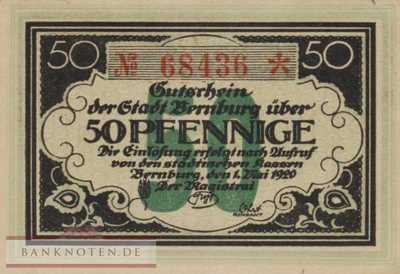 50 № 68436 * 50
Gutschein
der Stadt Bernburg über
50 PFENNIGE
Die Einlösung erfolgt nach Aufruf
von den städtischen Kassen
Bernburg, den 1. Mai 1920
Der Magistrat
BANKNOTEN.DE